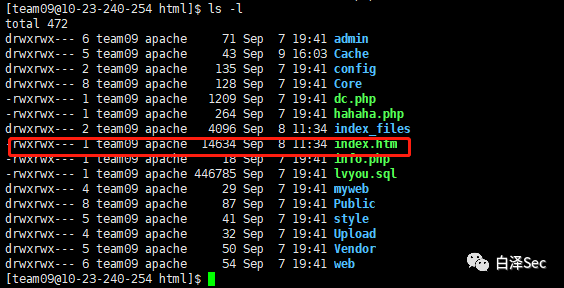 [team09@10-23-240-254 html]$ ls -l
total 472
drwxrwx--- 6 team09 apache     71 Sep  7 19:41 admin
drwxrwx--- 5 team09 apache     43 Sep  9 16:03 Cache
drwxrwx--- 2 team09 apache    135 Sep  7 19:41 config
drwxrwx--- 8 team09 apache    128 Sep  7 19:41 Core
-rwxrwx--- 1 team09 apache   1209 Sep  7 19:41 dc.php
-rwxrwx--- 1 team09 apache    264 Sep  7 19:41 hahaha.php
drwxrwx--- 2 team09 apache   4096 Sep  8 11:34 index_files
-rwxrwx--- 1 team09 apache  14634 Sep  8 11:34 index.htm
-rwxrwx--- 1 team09 apache     18 Sep  7 19:41 info.php
-rwxrwx--- 1 team09 apache 446785 Sep  7 19:41 lvyou.sql
drwxrwx--- 4 team09 apache     29 Sep  7 19:41 myweb
drwxrwx--- 8 team09 apache     87 Sep  7 19:41 Public
drwxrwx--- 5 team09 apache     41 Sep  7 19:41 style
drwxrwx--- 4 team09 apache     32 Sep  7 19:41 Upload
drwxrwx--- 5 team09 apache     50 Sep  7 19:41 Vendor
drwxrwx--- 6 team09 apache     54 Sep  7 19:41 web
[team09@10-23-240-254 html]$
白泽Sec